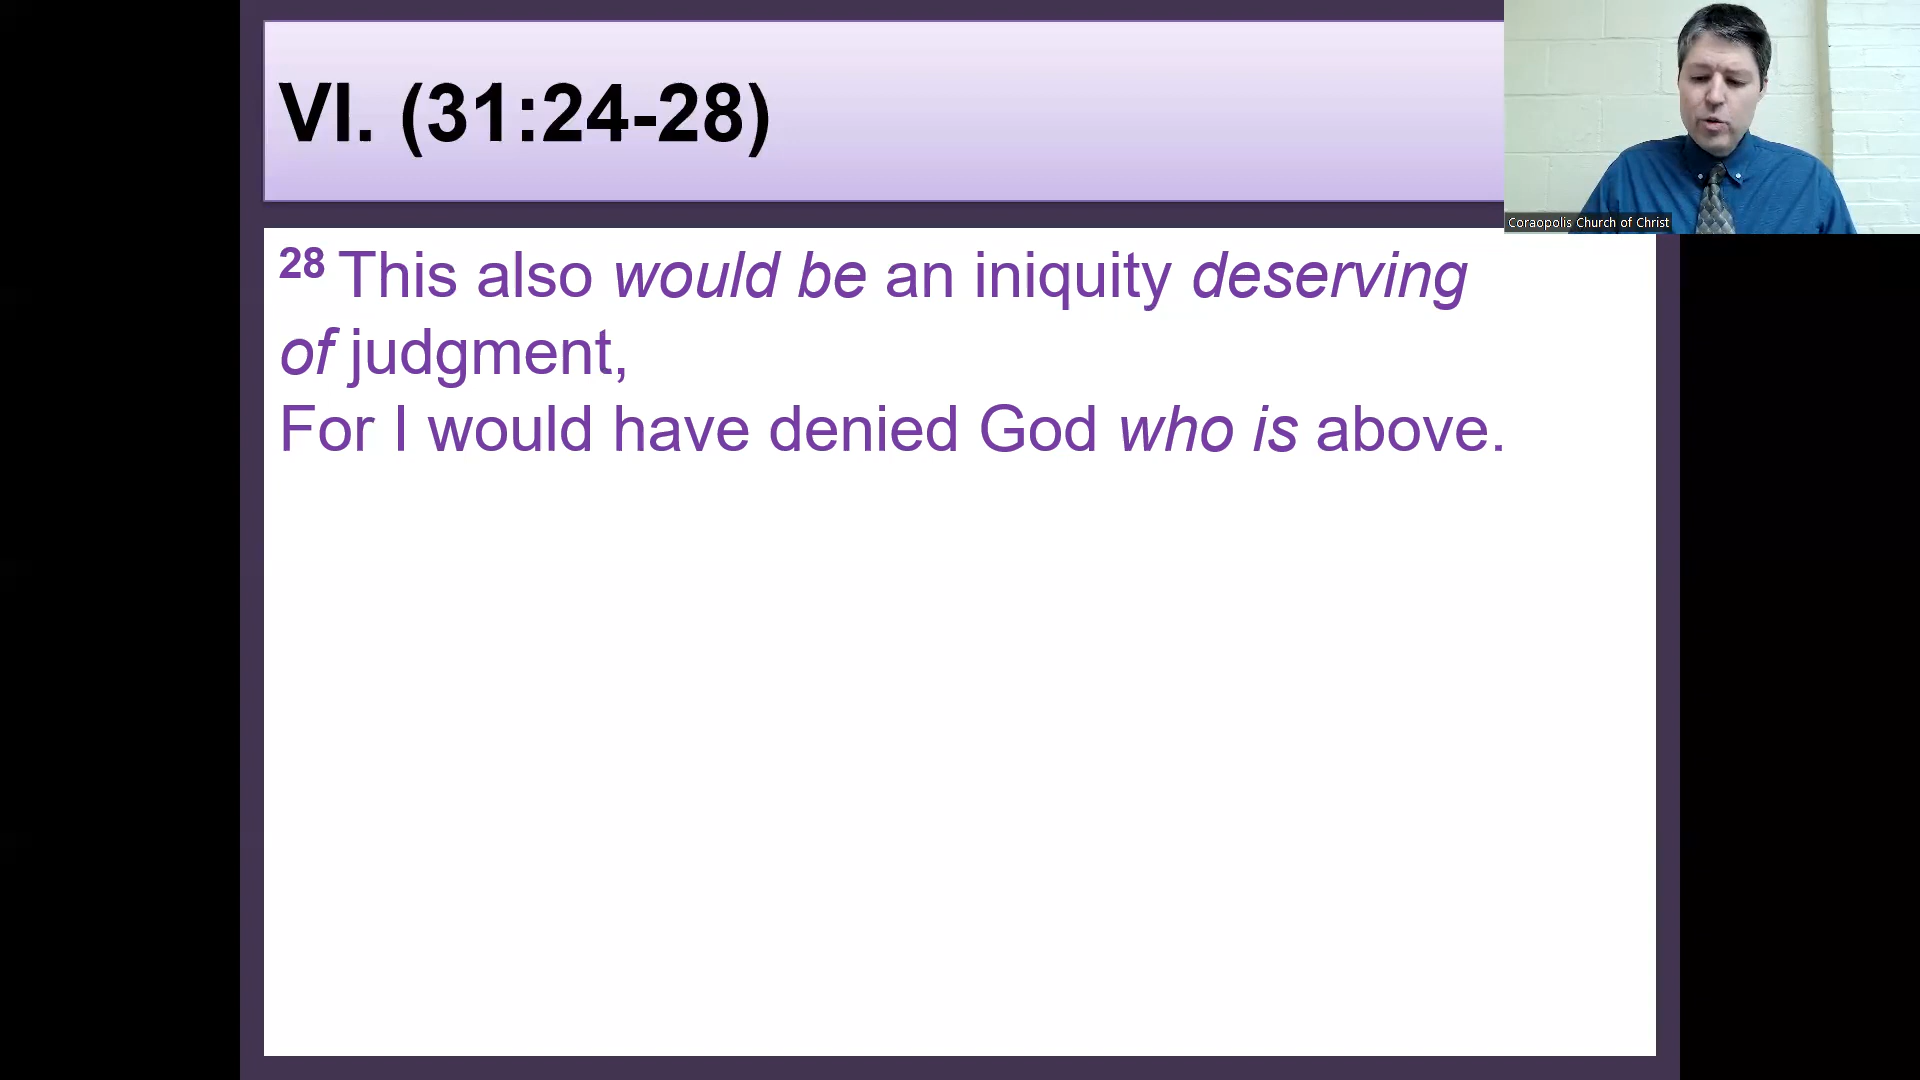 VI. (31:24-28)
Coraopolis Church of Christ
28 This also would be an iniquity deserving
of judgment,
For I would have denied God who is above.